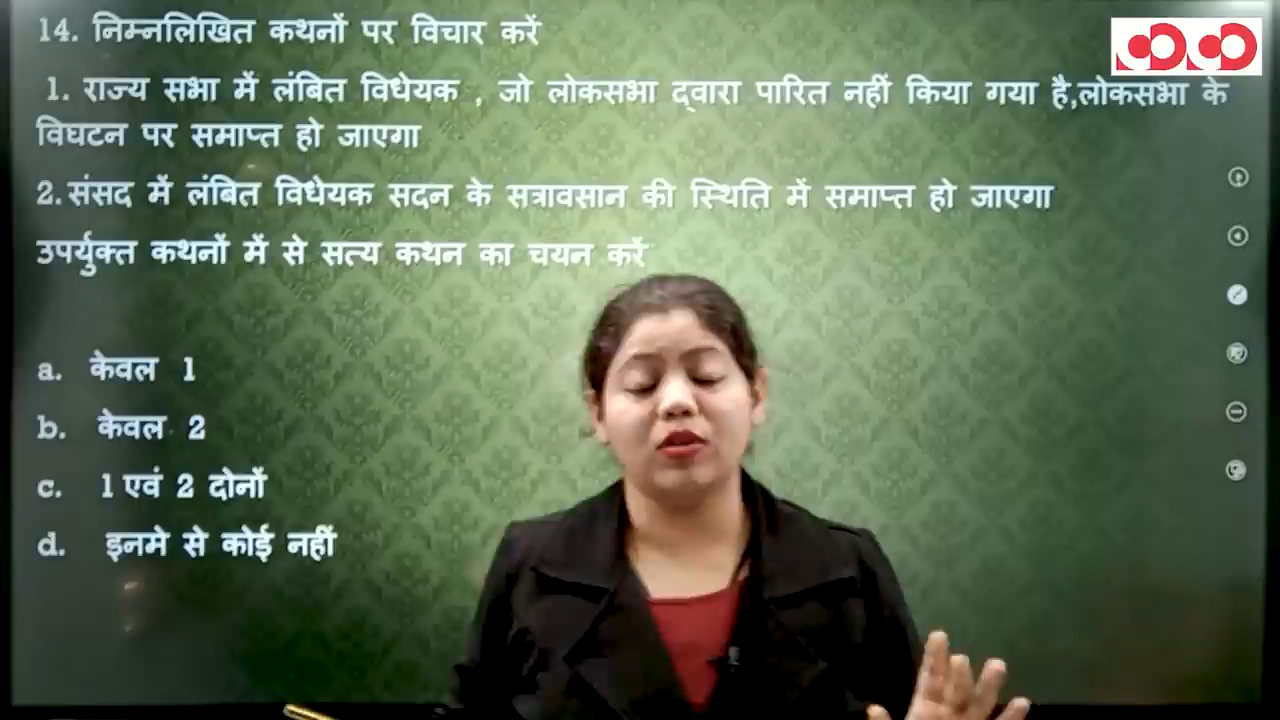 14. निम्नलिखित कथनों पर विचार करें
1. राज्य सभा में लंबित विधेयक , जो लोकसभा द्वारा पारित नहीं किया गया है,लोकसभा के
विघटन पर समाप्त हो जाएगा
2. संसद में लंबित विधेयक सदन के सत्रावसान की स्थिति में समाप्त हो जाएगा
उपर्युक्त कथनों में से सत्य कथन का चयन करें
a. केवल 1
b. केवल 2
c. 1 एवं 2 दोनों
d. इनमे से कोई नहीं